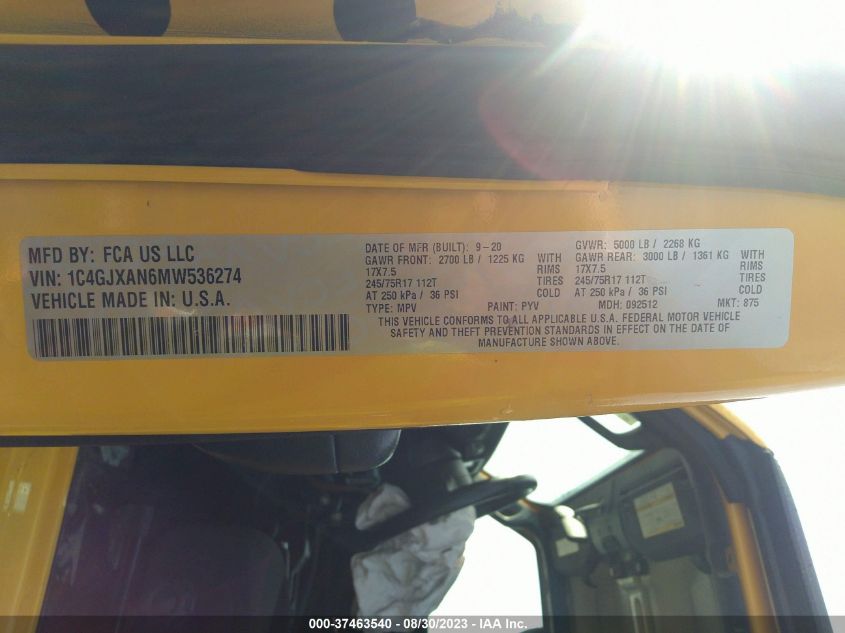 MFD BY: FCA US LLC
VIN: 1C4GJXAN6MW536274
VEHICLE MADE IN: U.S.A.
DATE OF MFR (BUILT): 9-20
GAWR FRONT: 2700 LB / 1225 KG WITH
17X7.5 RIMS
245/75R17 112T TIRES
AT 250 kPa / 36 PSI COLD
GVWR: 5000 LB / 2268 KG
GAWR REAR: 3000 LB / 1361 KG WITH
17X7.5 RIMS
245/75R17 112T TIRES
AT 250 kPa / 36 PSI COLD
TYPE: MPV PAINT: PYV MDH: 092512 MKT: 875
THIS VEHICLE CONFORMS TO ALL APPLICABLE U.S.A. FEDERAL MOTOR VEHICLE
SAFETY AND THEFT PREVENTION STANDARDS IN EFFECT ON THE DATE OF
MANUFACTURE SHOWN ABOVE.
000-37463540 - 08/30/2023 - IAA Inc.